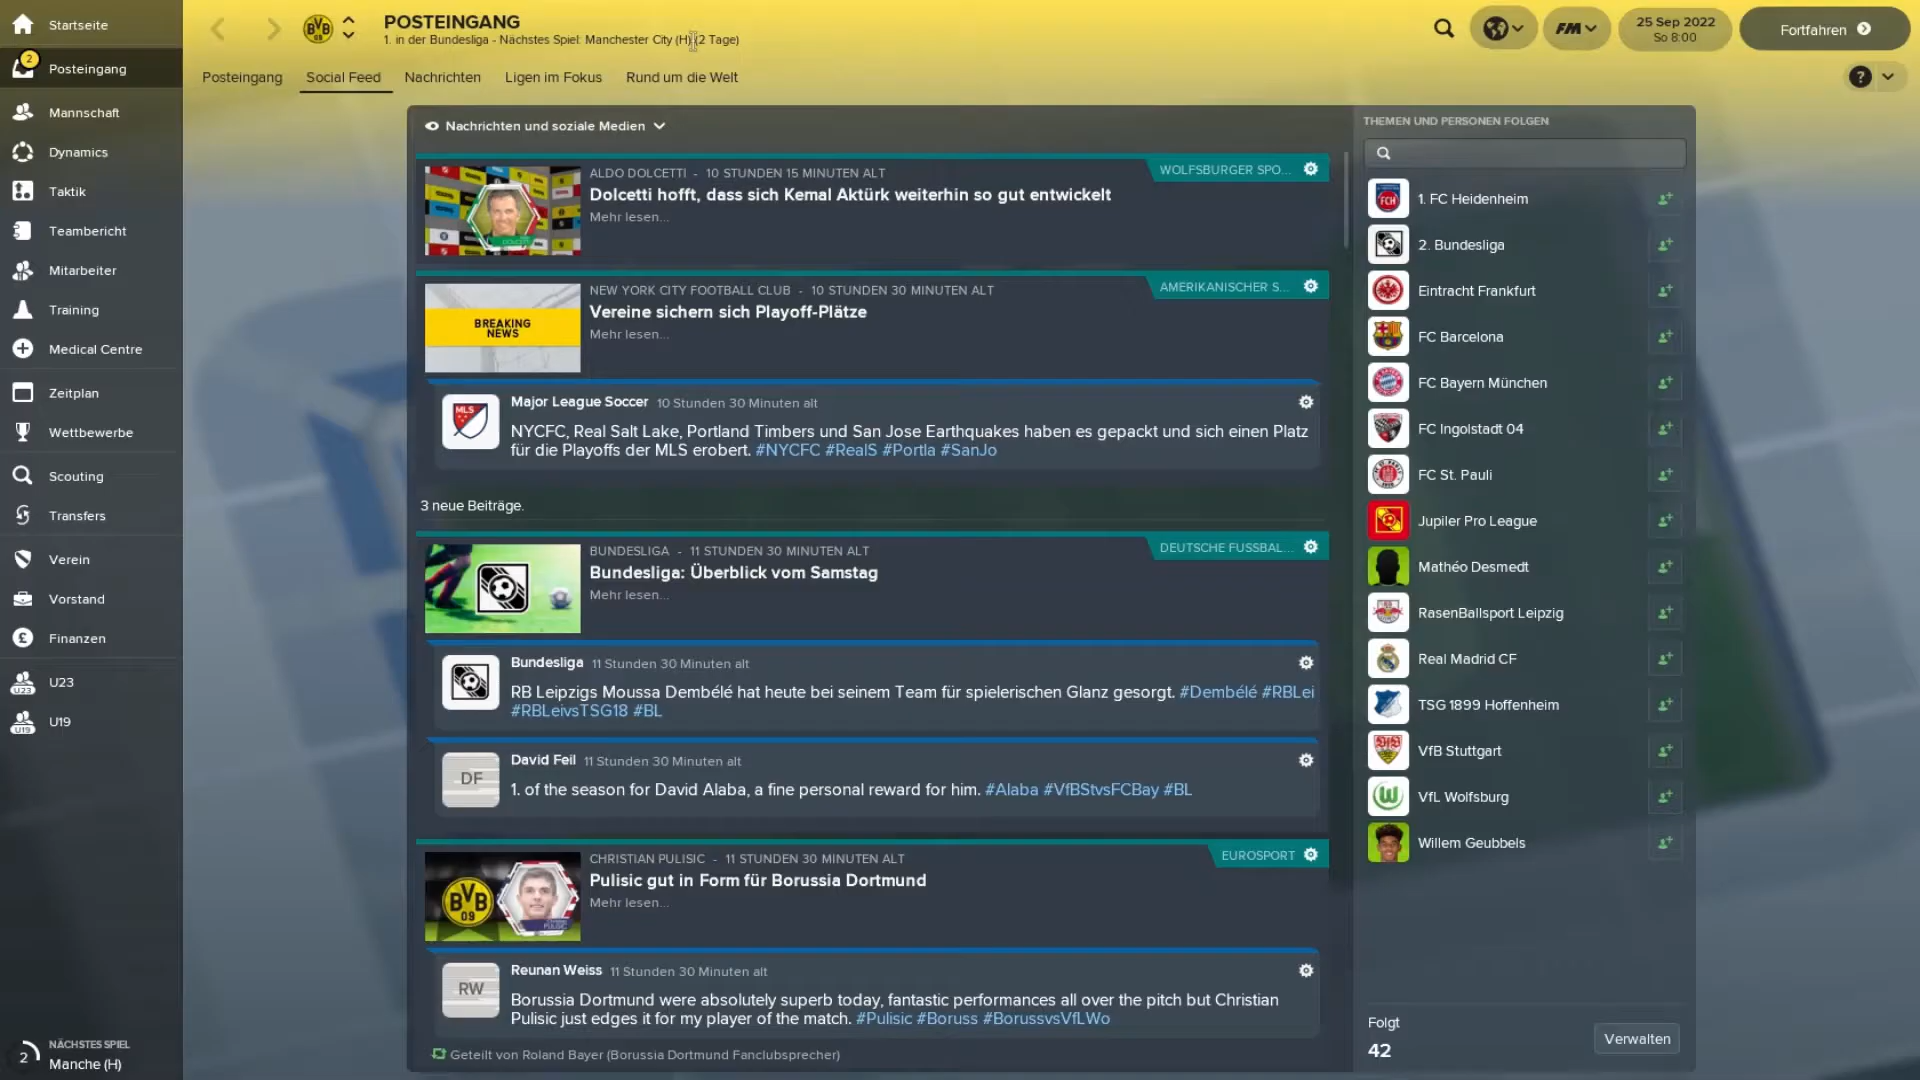 Startseite
2
Posteingang
Mannschaft
Dynamics
Taktik
Teambericht
Mitarbeiter
Training
Medical Centre
Zeitplan
Wettbewerbe
Scouting
Transfers
Verein
Vorstand
Finanzen
U23
U23
U19
U19
2
NÄCHSTES SPIEL
Manche (H)
BVB
09
POSTEINGANG
1. in der Bundesliga - Nächstes Spiel: Manchester City (H) (2 Tage)
FM
25 Sep 2022
So 8:00
Fortfahren
Posteingang
Social Feed
Nachrichten
Ligen im Fokus
Rund um die Welt
?
Nachrichten und soziale Medien
ALDO DOLCETTI - 10 STUNDEN 15 MINUTEN ALT
WOLFSBURGER SPO...
Dolcetti hofft, dass sich Kemal Aktürk weiterhin so gut entwickelt
Mehr lesen...
NEW YORK CITY FOOTBALL CLUB - 10 STUNDEN 30 MINUTEN ALT
AMERIKANISCHER S...
Vereine sichern sich Playoff-Plätze
Mehr lesen...
BREAKING
NEWS
MLS
Major League Soccer 10 Stunden 30 Minuten alt
NYCFC, Real Salt Lake, Portland Timbers und San Jose Earthquakes haben es gepackt und sich einen Platz
für die Playoffs der MLS erobert. #NYCFC #RealS #Portla #SanJo
3 neue Beiträge.
BUNDESLIGA - 11 STUNDEN 30 MINUTEN ALT
DEUTSCHE FUSSBAL...
Bundesliga: Überblick vom Samstag
Mehr lesen...
Bundesliga 11 Stunden 30 Minuten alt
RB Leipzigs Moussa Dembélé hat heute bei seinem Team für spielerischen Glanz gesorgt. #Dembélé #RBLei
#RBLeivsTSG18 #BL
DF
David Feil 11 Stunden 30 Minuten alt
1. of the season for David Alaba, a fine personal reward for him. #Alaba #VfBStvsFCBay #BL
CHRISTIAN PULISIC - 11 STUNDEN 30 MINUTEN ALT
EUROSPORT
Pulisic gut in Form für Borussia Dortmund
Mehr lesen...
BVB
09
PULISIC
RW
Reunan Weiss 11 Stunden 30 Minuten alt
Borussia Dortmund were absolutely superb today, fantastic performances all over the pitch but Christian
Pulisic just edges it for my player of the match. #Pulisic #Boruss #BorussvsVfLWo
Geteilt von Roland Bayer (Borussia Dortmund Fanclubsprecher)
THEMEN UND PERSONEN FOLGEN
1. FC Heidenheim
2. Bundesliga
Eintracht Frankfurt
FC Barcelona
FC Bayern München
FC Ingolstadt 04
FC St. Pauli
Jupiler Pro League
Mathéo Desmedt
RasenBallsport Leipzig
Real Madrid CF
TSG 1899 Hoffenheim
VfB Stuttgart
VfL Wolfsburg
Willem Geubbels
Folgt
42
Verwalten